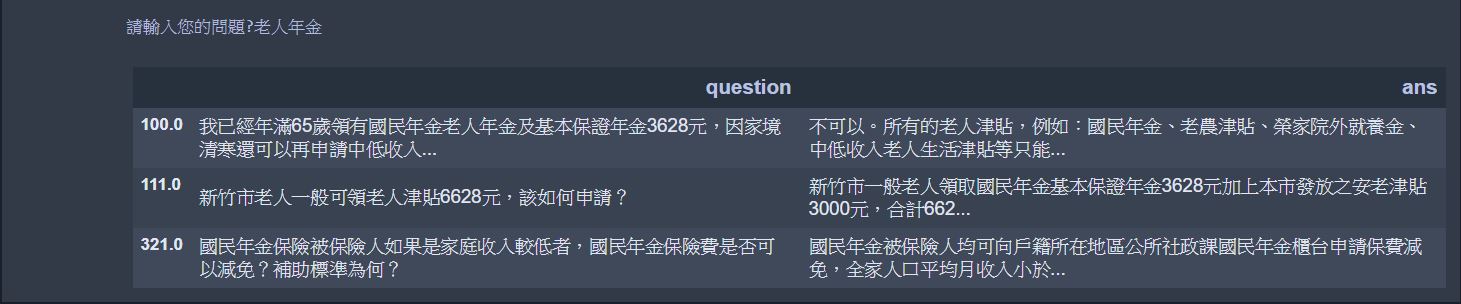 請輸入您的問題?老人年金
question ans
100.0 我已經年滿65歲領有國民年金老人年金及基本保證年金3628元，因家境
清寒還可以再申請中低收入...
不可以。所有的老人津貼，例如：國民年金、老農津貼、榮家院外就養金、
中低收入老人生活津貼等只能...
111.0 新竹市老人一般可領老人津貼6628元，該如何申請？
新竹市一般老人領取國民年金基本保證年金3628元加上本市發放之安老津貼
3000元，合計662...
321.0 國民年金保險被保險人如果是家庭收入較低者，國民年金保險費是否可
以減免？補助標準為何？
國民年金被保險人均可向戶籍所在地區公所社政課國民年金櫃台申請保費減
免，全家人口平均月收入小於...